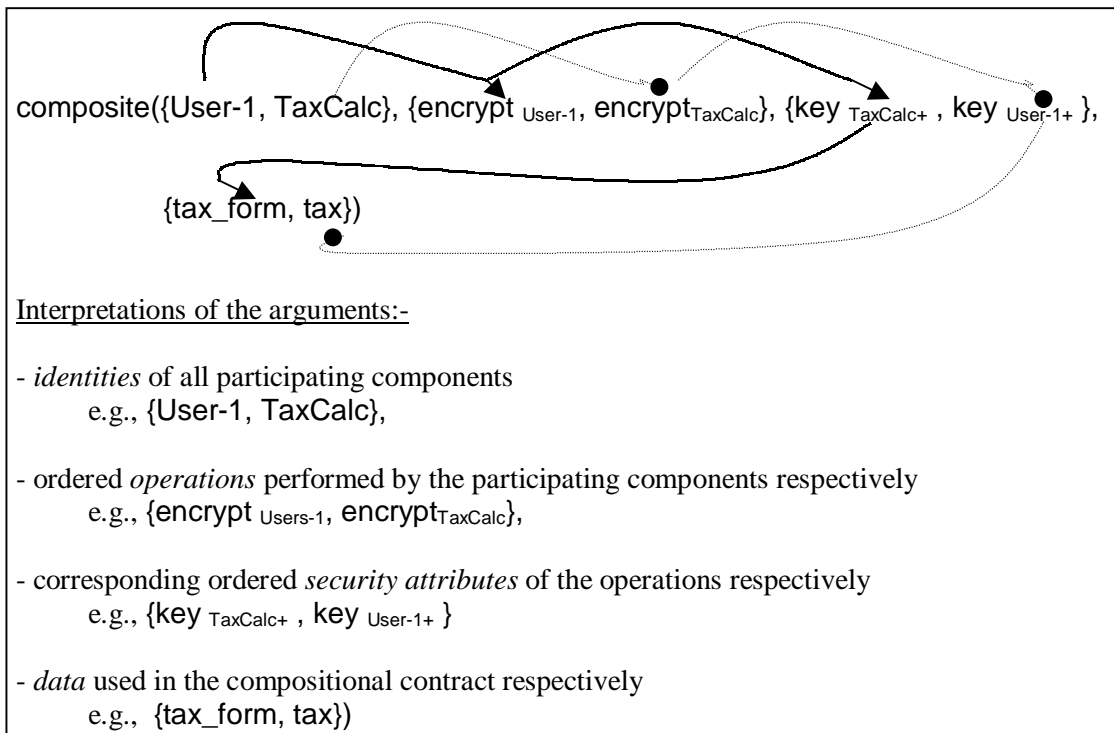 composite({User-1, TaxCalc}, {encrypt User-1, encryptTaxCalc}, {key TaxCalc+ , key User-1+ },
{tax_form, tax})
Interpretations of the arguments:-
- identities of all participating components
e.g., {User-1, TaxCalc},
- ordered operations performed by the participating components respectively
e.g., {encrypt Users-1, encryptTaxCalc},
- corresponding ordered security attributes of the operations respectively
e.g., {key TaxCalc+ , key User-1+ }
- data used in the compositional contract respectively
e.g., {tax_form, tax})